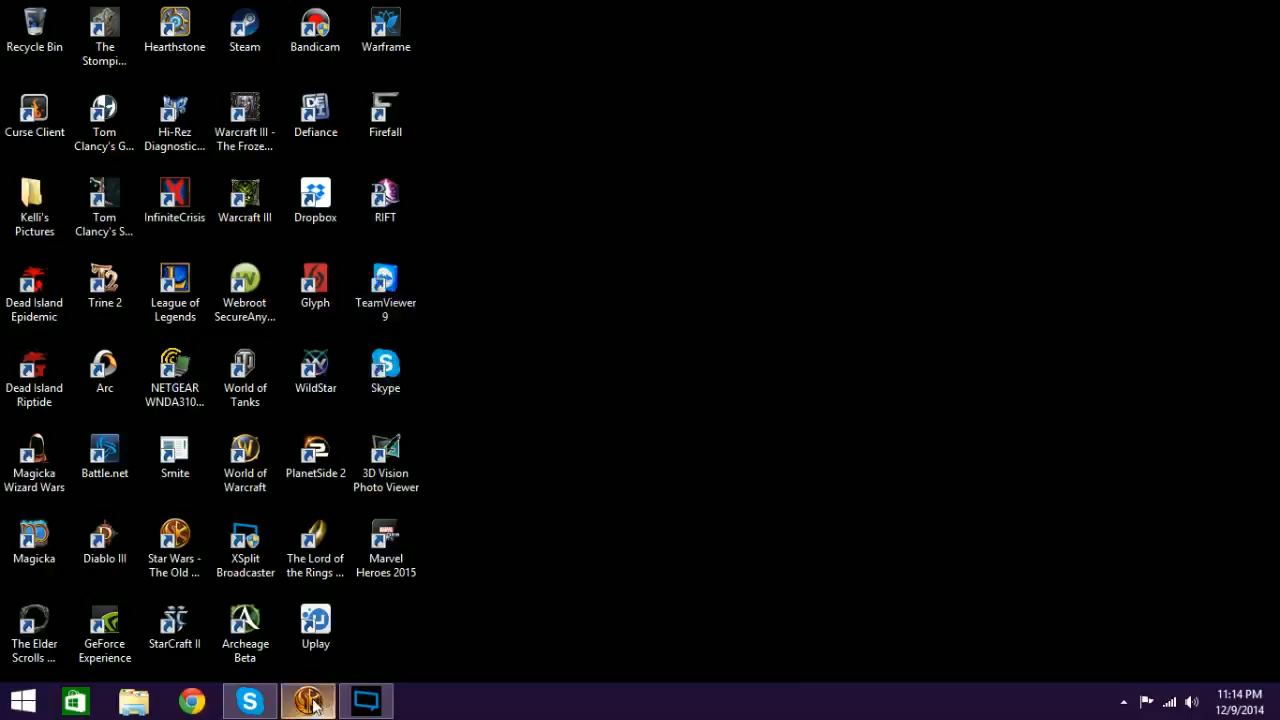 Recycle Bin
The
Stompi...
Hearthstone
Steam
Bandicam
Warframe
Curse Client
Tom
Clancy's G...
Hi-Rez
Diagnostic...
Warcraft III -
The Froze...
Defiance
Firefall
Kelli's
Pictures
Tom
Clancy's S...
InfiniteCrisis
Warcraft III
Dropbox
RIFT
Dead Island
Epidemic
Trine 2
League of
Legends
Webroot
SecureAny...
Glyph
TeamViewer
9
Dead Island
Riptide
Arc
NETGEAR
WNDA310...
World of
Tanks
WildStar
Skype
Magicka
Wizard Wars
Battle.net
Smite
World of
Warcraft
PlanetSide 2
3D Vision
Photo Viewer
Magicka
Diablo III
Star Wars -
The Old ...
XSplit
Broadcaster
The Lord of
the Rings ...
Marvel
Heroes 2015
The Elder
Scrolls ...
GeForce
Experience
StarCraft II
Archeage
Beta
Uplay
11:14 PM
12/9/2014